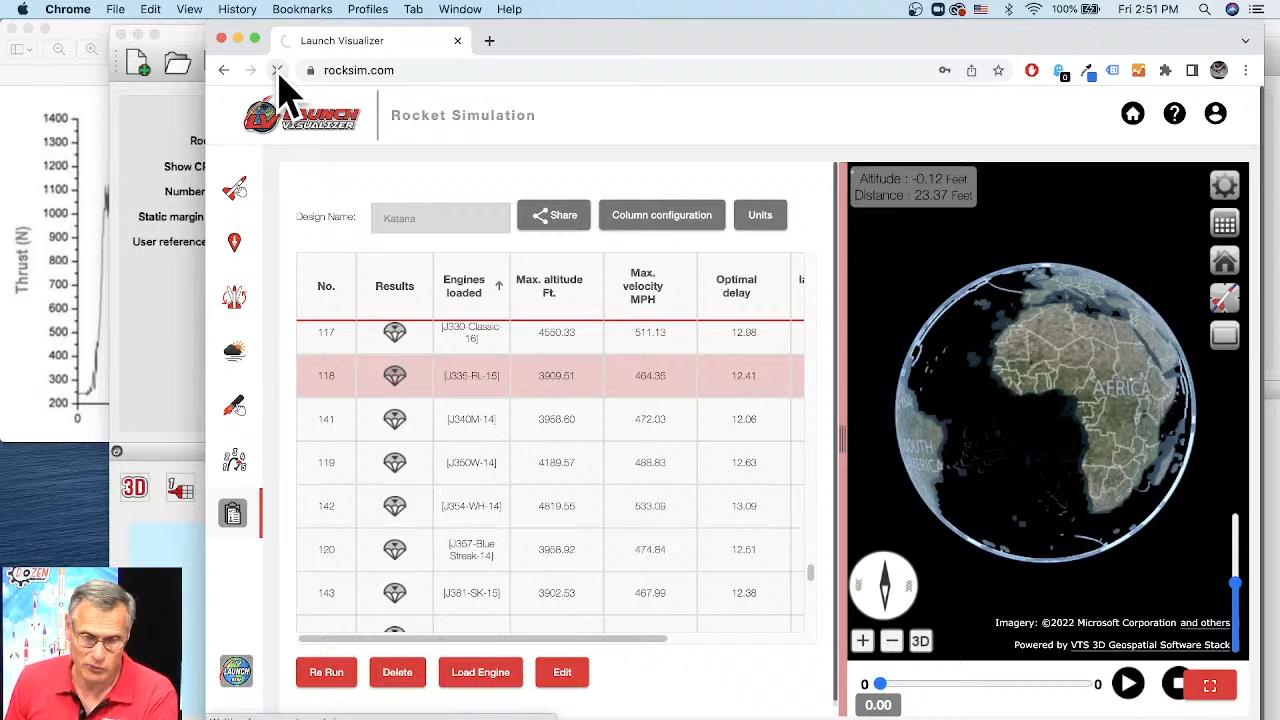 Chrome File Edit View History Bookmarks Profiles Tab Window Help 100% Fri 2:51 PM
Launch Visualizer
rocksim.com
0
LAUNCH VISUALIZER
Rocket Simulation
Altitude : -0.12 Feet
Distance : 23.37 Feet
Design Name: Katana Share Column configuration Units
No. Results Engines loaded Max. altitude Ft. Max. velocity MPH Optimal delay
117 [J330-Classic-16] 4550.33 511.13 12.98
118 [J335-RL-15] 3909.51 464.35 12.41
141 [J340M-14] 3958.60 472.03 12.06
119 [J350W-14] 4189.57 488.83 12.63
142 [J354-WH-14] 4819.55 533.09 13.09
120 [J357-Blue Streak-14] 3958.92 474.84 12.51
143 [J381-SK-15] 3902.53 467.99 12.38
Re Run Delete Load Engine Edit
AFRICA
SOUTH
AMERICA
3D
Imagery: ©2022 Microsoft Corporation and others
Powered by VTS 3D Geospatial Software Stack
0 0
0.00
Thrust (N)
1400
1300
1200
1100
1000
900
800
700
600
500
400
300
200
0
Show CP
Number
Static margin
User reference
3D
1